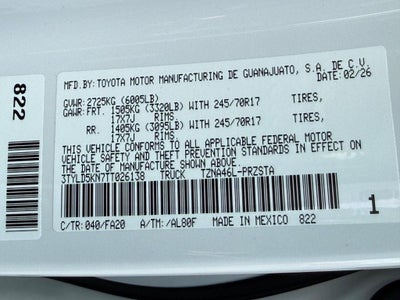 MFD.BY:TOYOTA MOTOR MANUFACTURING DE GUANAJUATO, S.A. DE C.V.
DATE:02/26
GVWR:2725KG (6005LB)
GAWR:FRT. 1505KG (3320LB) WITH 245/70R17 TIRES,
17X7J RIMS
RR. 1405KG (3095LB) WITH 245/70R17 TIRES,
17X7J RIMS
THIS VEHICLE CONFORMS TO ALL APPLICABLE FEDERAL MOTOR
VEHICLE SAFETY AND THEFT PREVENTION STANDARDS IN EFFECT ON
THE DATE OF MANUFACTURE SHOWN ABOVE.
3TYLD5KN7TT026138 TRUCK TZNA46L-PRZSTA
C/TR:040/FA20 A/TM:/AL80F MADE IN MEXICO 822
1
822